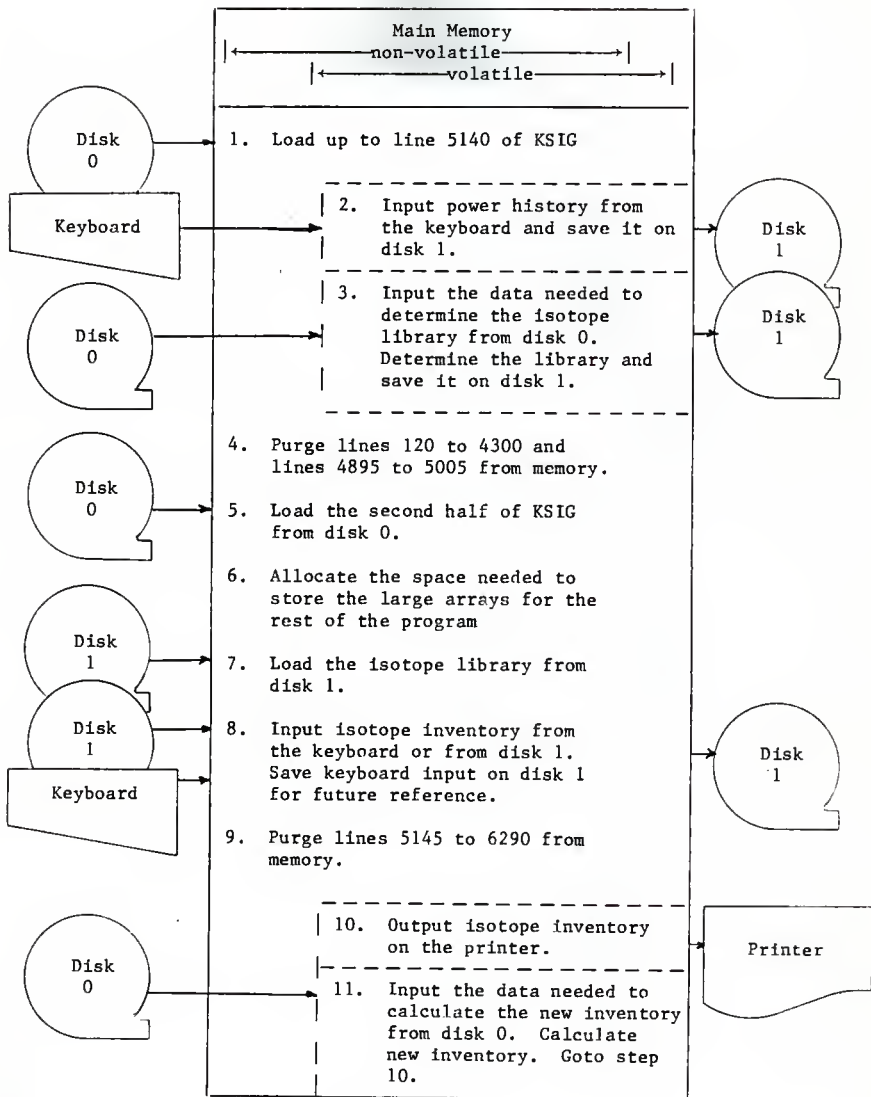 Main Memory
non-volatile
volatile
Disk
0
1. Load up to line 5140 of KSIG
Keyboard
2. Input power history from
the keyboard and save it on
disk 1.
Disk
1
Disk
0
3. Input the data needed to
determine the isotope
library from disk 0.
Determine the library and
save it on disk 1.
Disk
1
4. Purge lines 120 to 4300 and
lines 4895 to 5005 from memory.
Disk
0
5. Load the second half of KSIG
from disk 0.
6. Allocate the space needed to
store the large arrays for the
rest of the program
Disk
1
7. Load the isotope library from
disk 1.
Disk
1
Keyboard
8. Input isotope inventory from
the keyboard or from disk 1.
Save keyboard input on disk 1
for future reference.
Disk
1
9. Purge lines 5145 to 6290 from
memory.
10. Output isotope inventory
on the printer.
Printer
Disk
0
11. Input the data needed to
calculate the new inventory
from disk 0. Calculate
new inventory. Goto step
10.